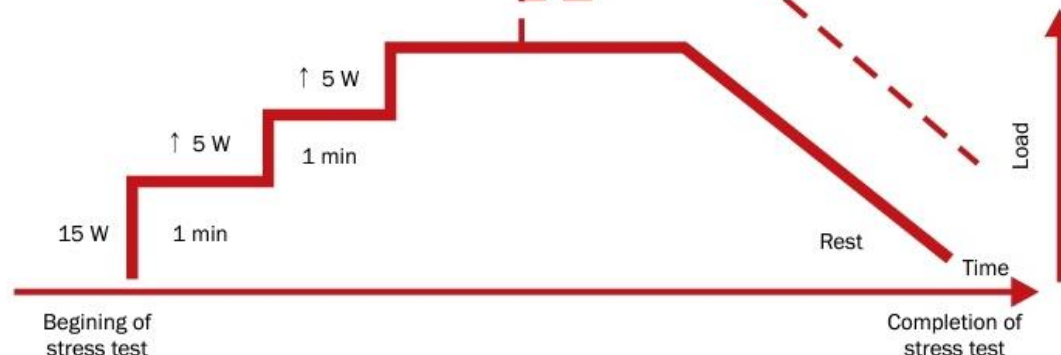 ↑ 5 W
↑ 5 W
1 min
Load
15 W
1 min
Rest
Time
Begining of
stress test
Completion of
stress test